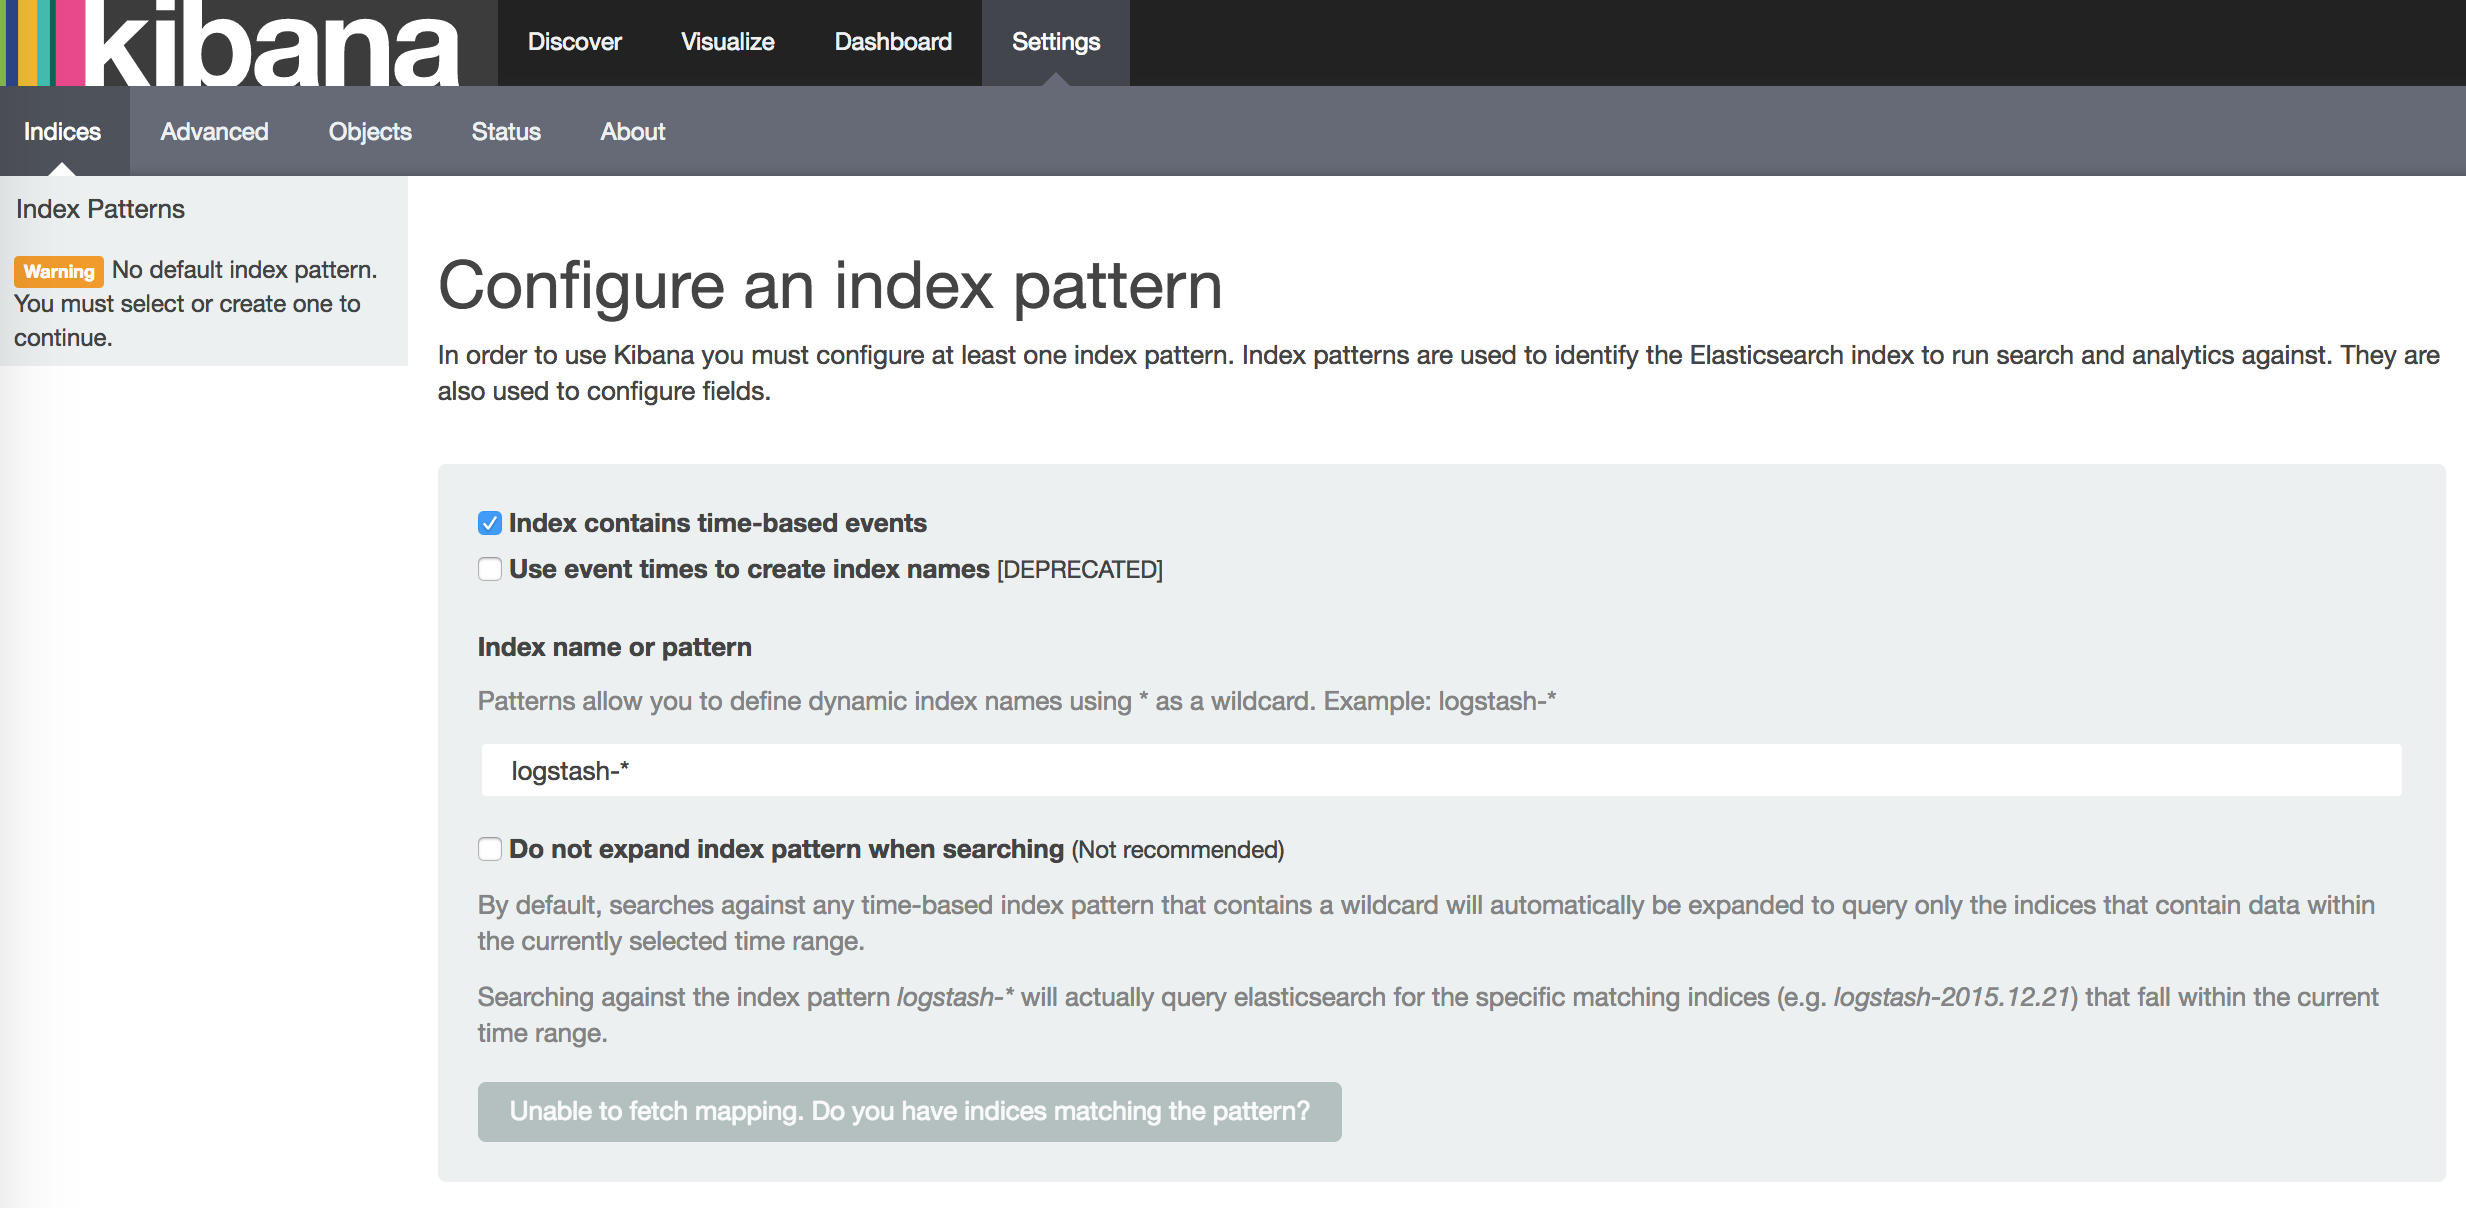 kibana
Discover Visualize Dashboard Settings
Indices Advanced Objects Status About
Index Patterns
Warning No default index pattern.
You must select or create one to
continue.
Configure an index pattern
In order to use Kibana you must configure at least one index pattern. Index patterns are used to identify the Elasticsearch index to run search and analytics against. They are
also used to configure fields.
Index contains time-based events
Use event times to create index names [DEPRECATED]
Index name or pattern
Patterns allow you to define dynamic index names using * as a wildcard. Example: logstash-*
logstash-*
Do not expand index pattern when searching (Not recommended)
By default, searches against any time-based index pattern that contains a wildcard will automatically be expanded to query only the indices that contain data within
the currently selected time range.
Searching against the index pattern logstash-* will actually query elasticsearch for the specific matching indices (e.g. logstash-2015.12.21) that fall within the current
time range.
Unable to fetch mapping. Do you have indices matching the pattern?